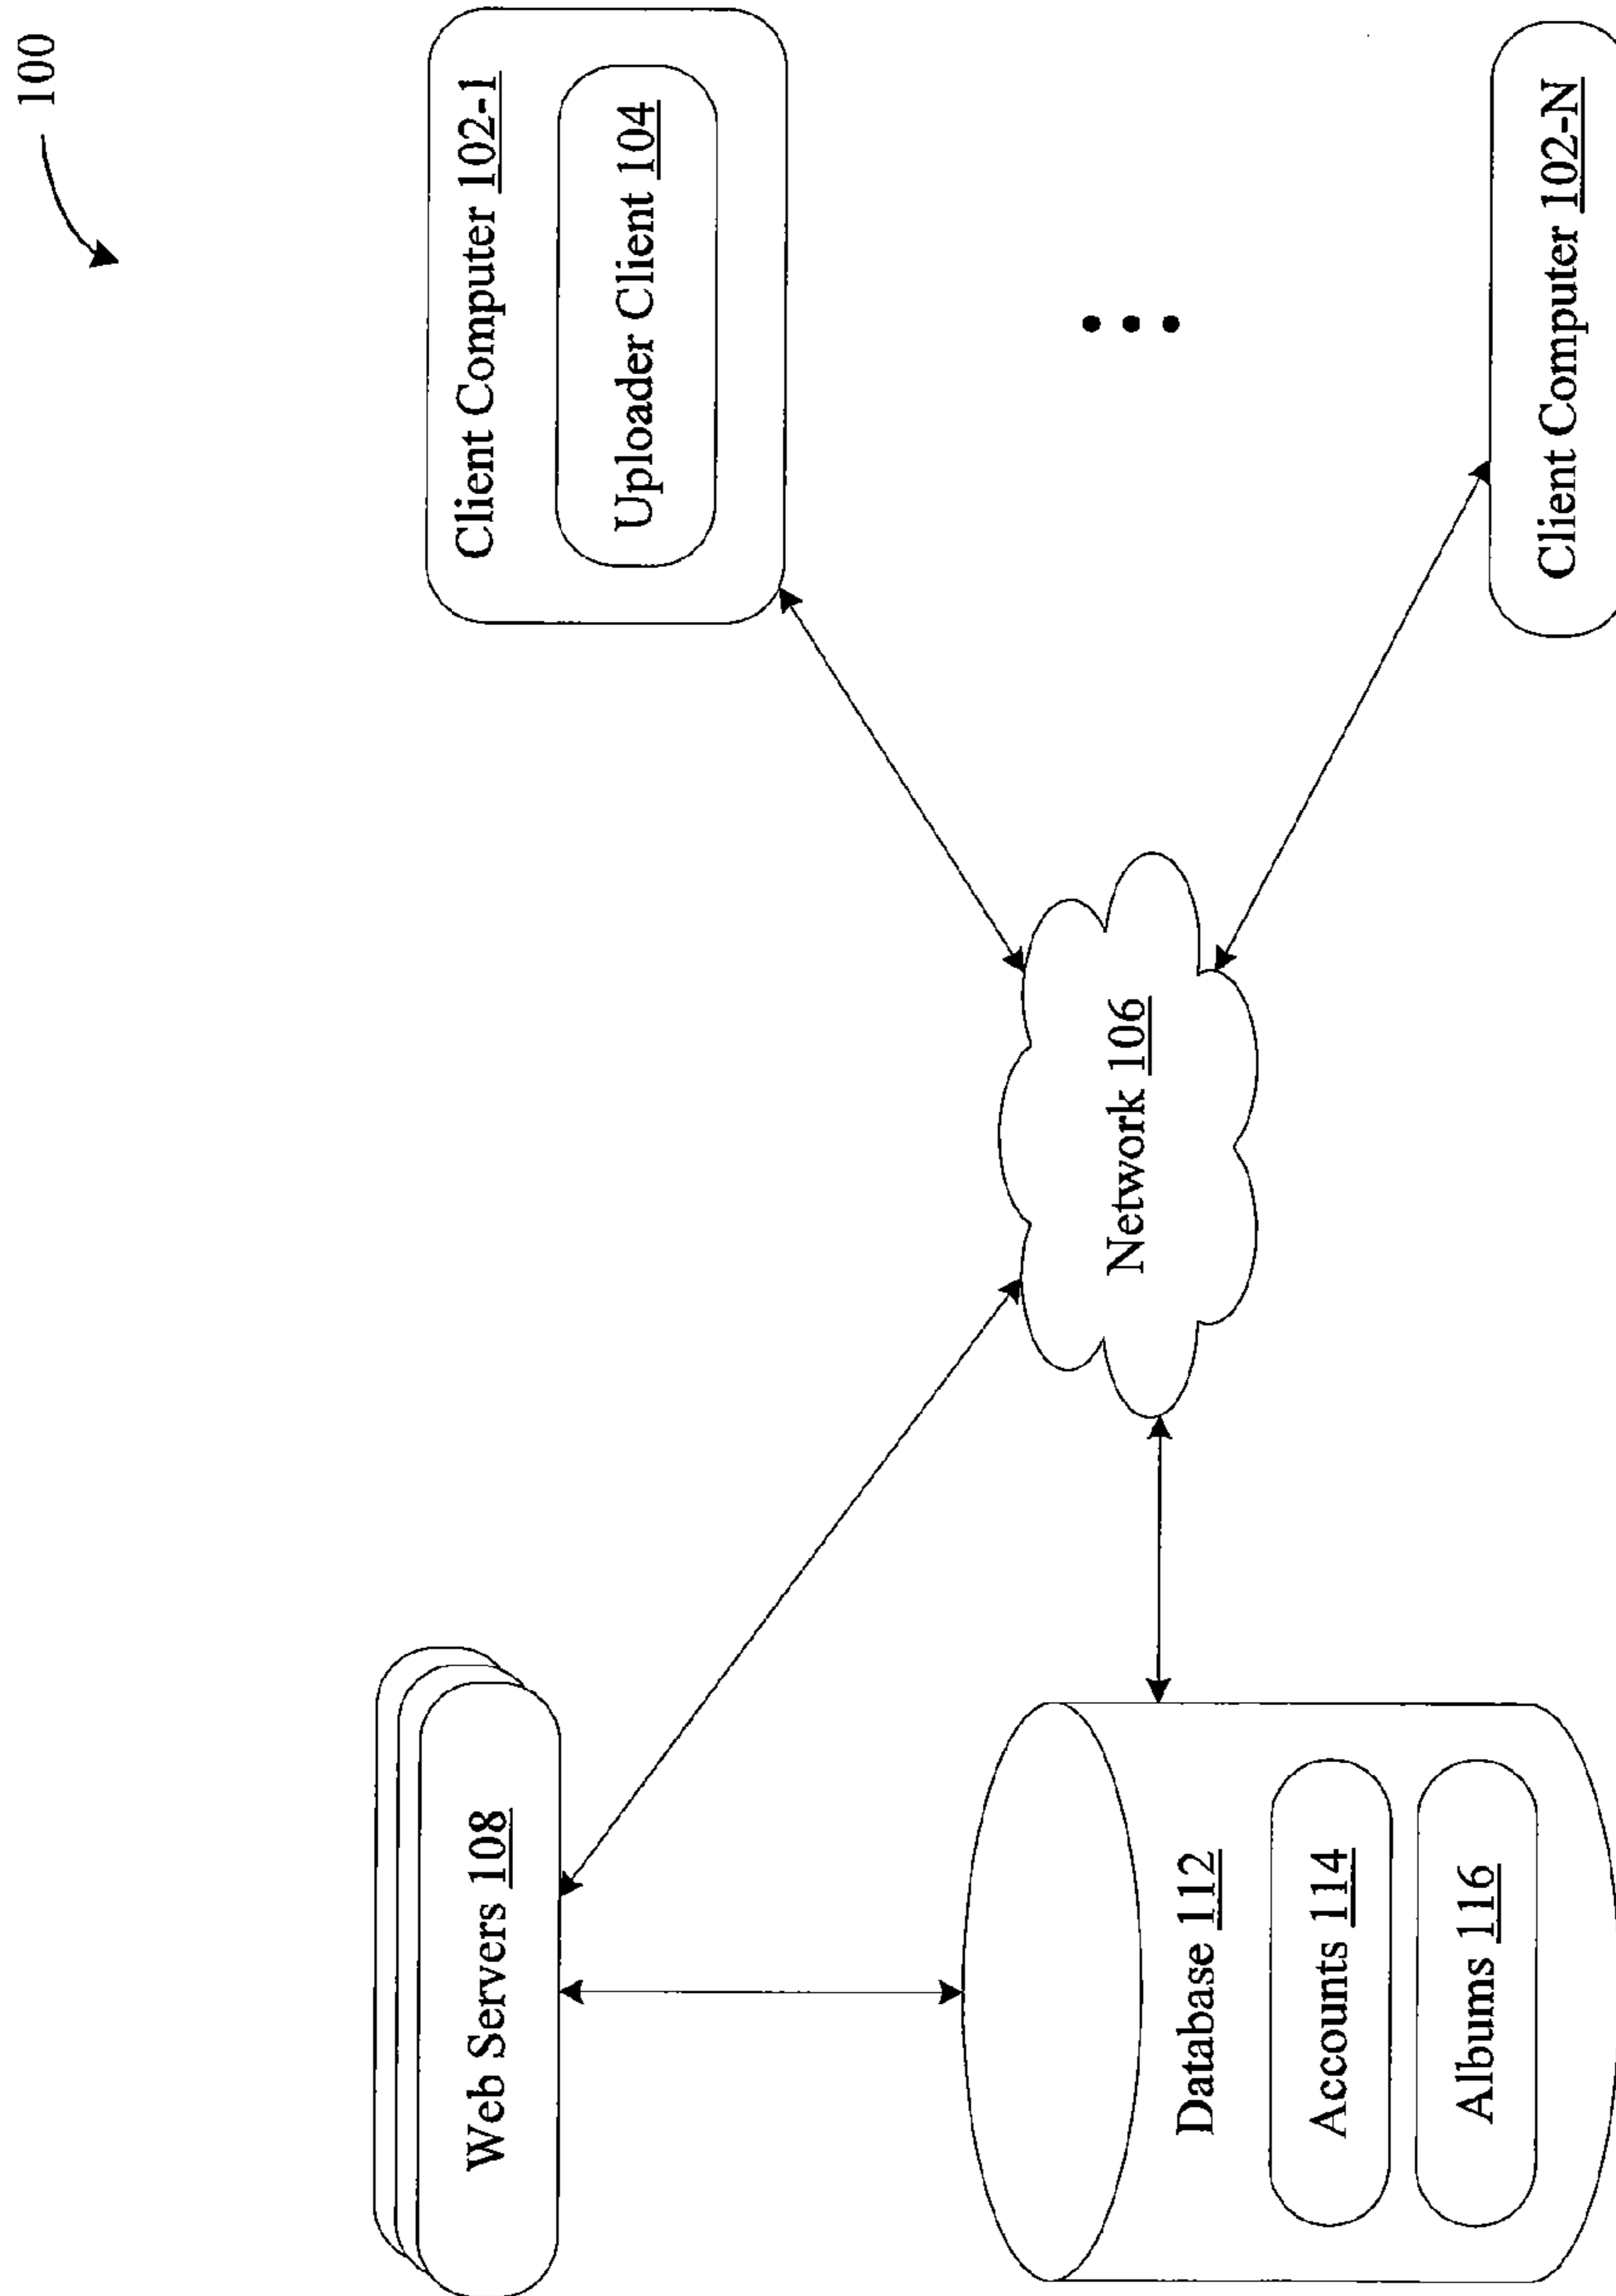 100
Web Servers 108
Client Computer 102-1
Uploader Client 104
Network 106
Database 112
Accounts 114
Albums 116
Client Computer 102-N